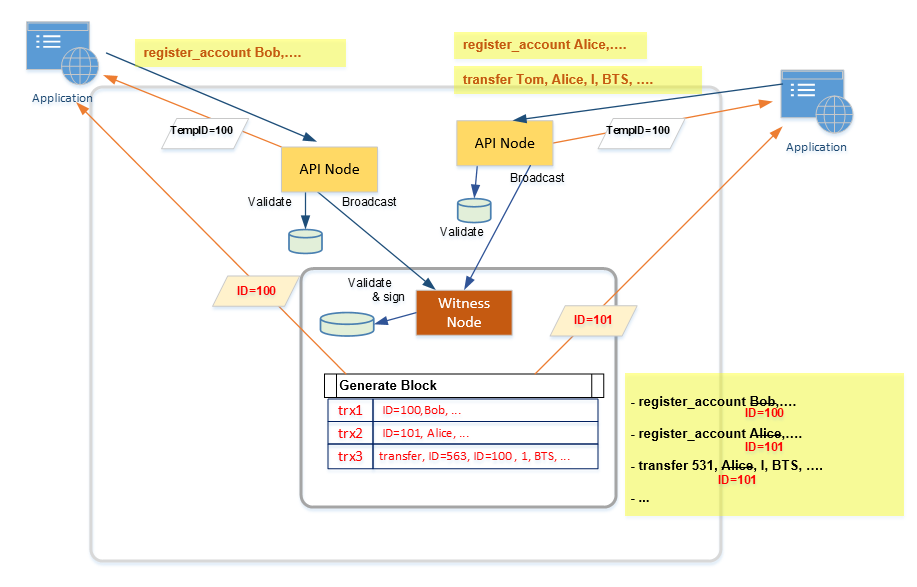 register_account Bob,....
register_account Alice,....
transfer Tom, Alice, I, BTS, ....
Application
Application
TempID=100
TempID=100
API Node
API Node
Validate
Broadcast
Broadcast
Validate
ID=100
Validate
& sign
Witness
Node
ID=101
Generate Block
trx1 ID=100,Bob, ...
trx2 ID=101, Alice, ...
trx3 transfer, ID=563, ID=100 , 1, BTS, ...
- register_account Bob,....
ID=100
- register_account Alice,....
ID=101
- transfer 531, Alice, I, BTS, ....
ID=101
- ...